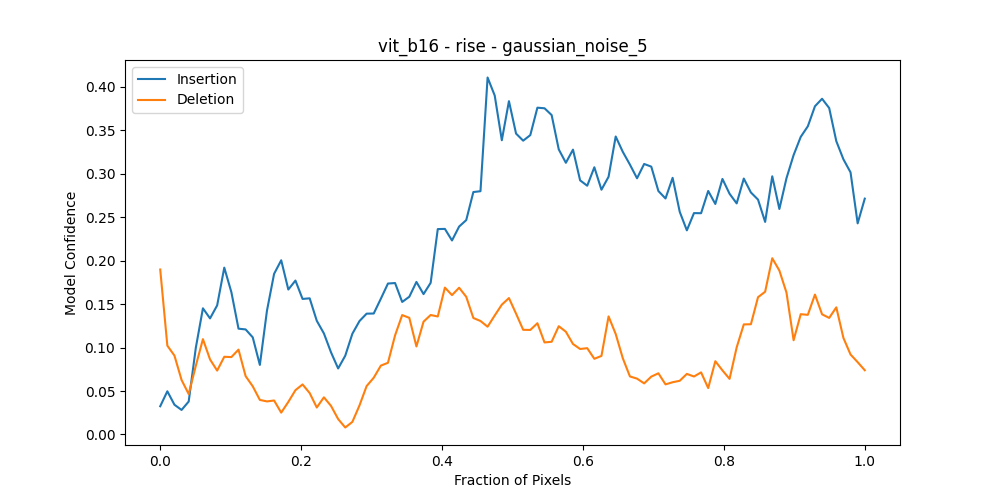 vit_b16 - rise - gaussian_noise_5
Insertion
Deletion
0.40
0.35
0.30
0.25
0.20
0.15
0.10
0.05
0.00
Model Confidence
0.0 0.2 0.4 0.6 0.8 1.0
Fraction of Pixels